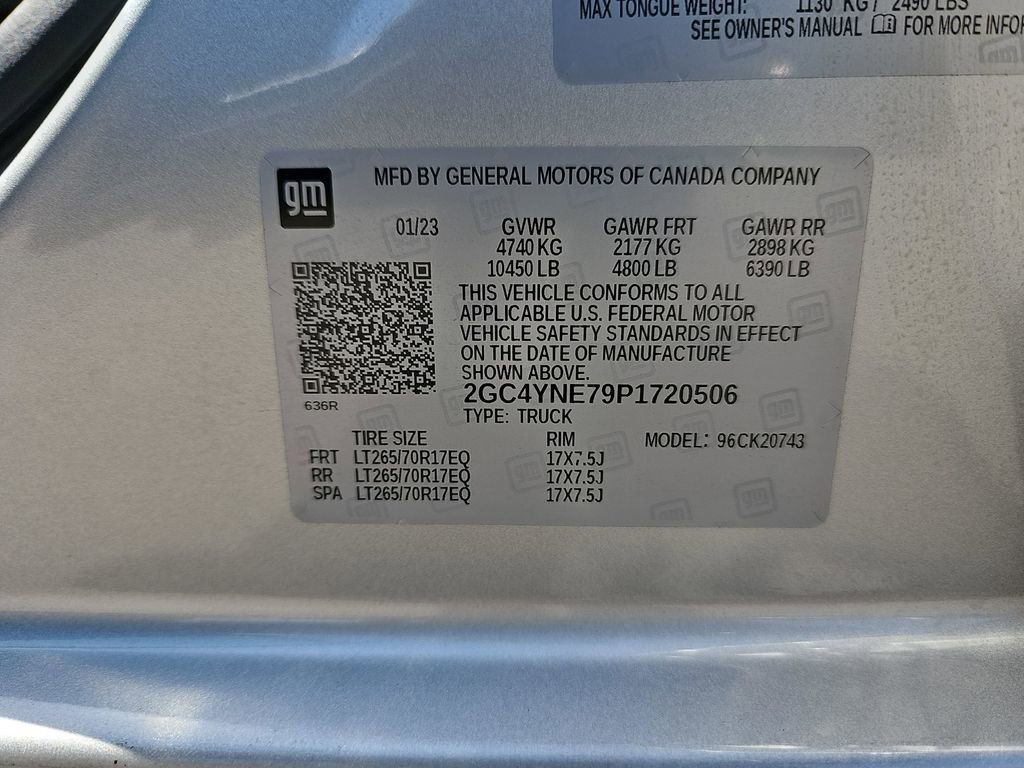 MAX TONGUE WEIGHT: 1130 KG / 2490 LBS
SEE OWNER'S MANUAL FOR MORE
gm
MFD BY GENERAL MOTORS OF CANADA COMPANY
01/23 GVWR GAWR FRT GAWR RR
4740 KG 2177 KG 2898 KG
10450 LB 4800 LB 6390 LB
THIS VEHICLE CONFORMS TO ALL
APPLICABLE U.S. FEDERAL MOTOR
VEHICLE SAFETY STANDARDS IN EFFECT
ON THE DATE OF MANUFACTURE
SHOWN ABOVE.
2GC4YNE79P1720506
636R
TYPE: TRUCK
TIRE SIZE RIM MODEL: 96CK20743
FRT LT265/70R17EQ 17X7.5J
RR LT265/70R17EQ 17X7.5J
SPA LT265/70R17EQ 17X7.5J